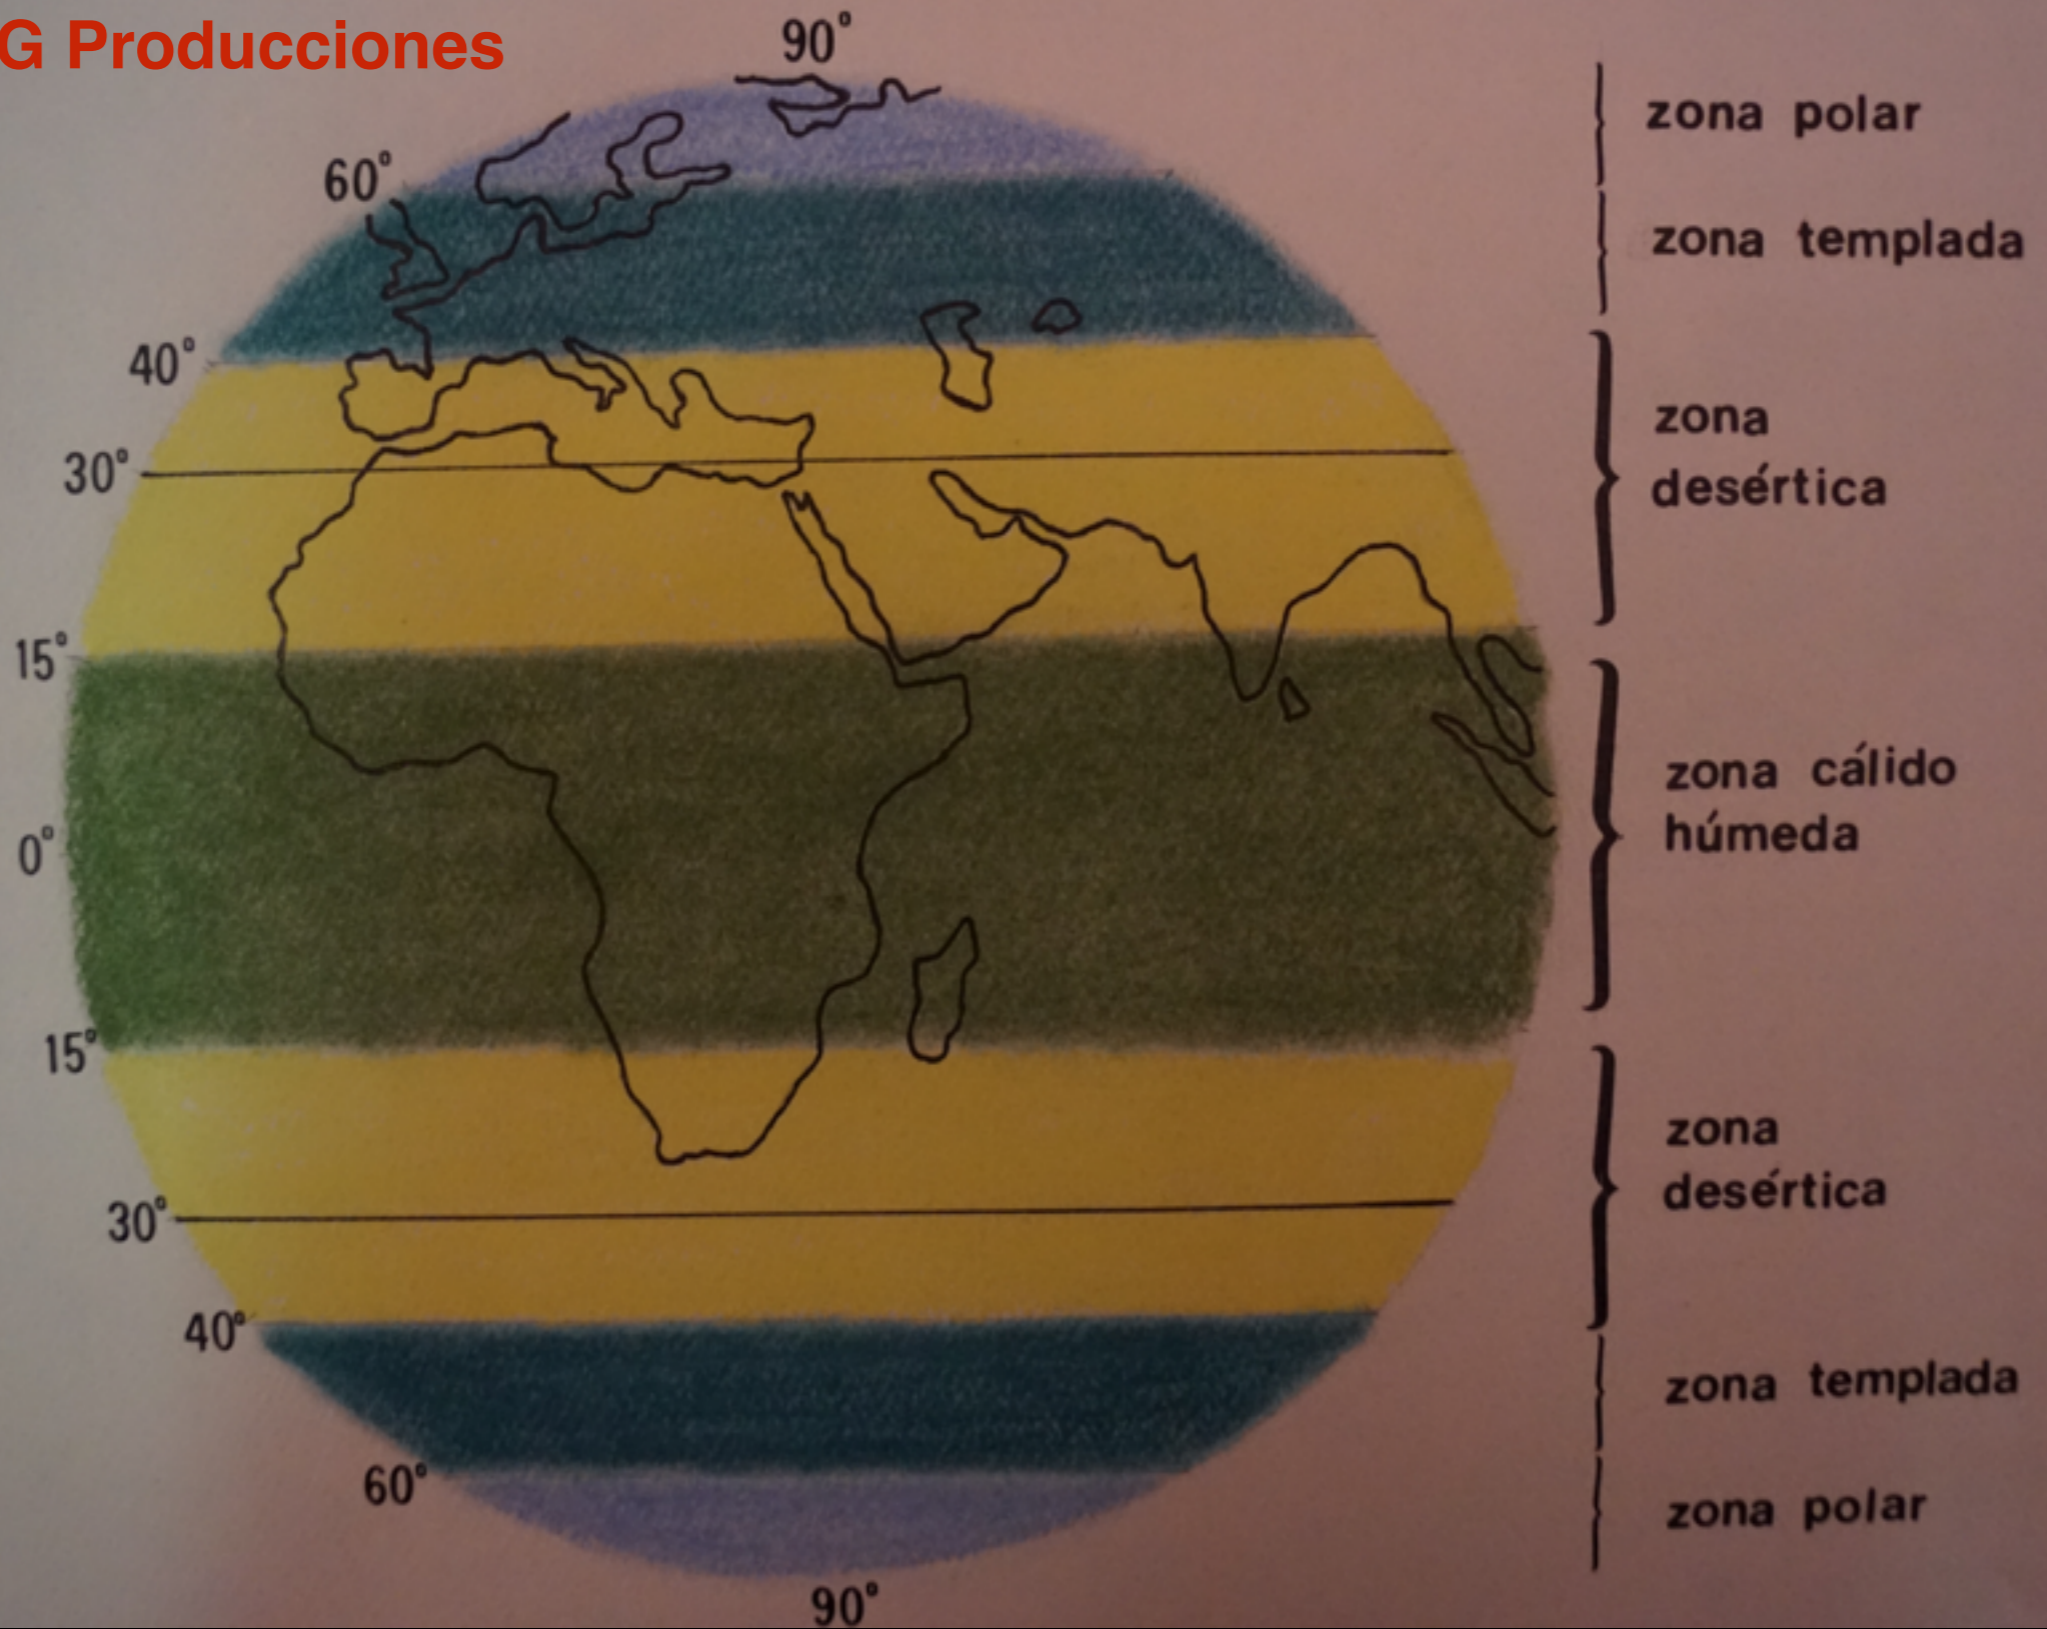 G Producciones
90°
60°
40°
30°
15°
0°
15°
30°
40°
60°
90°
zona polar
zona templada
zona
desértica
zona cálido
húmeda
zona
desértica
zona templada
zona polar